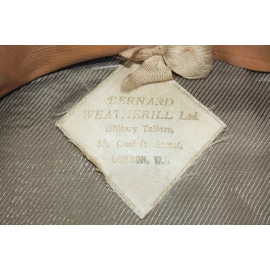 BERNARD
WEATHERILL, Ltd.
Military Tailors,
55, Conduit Street,
LONDON, W.1